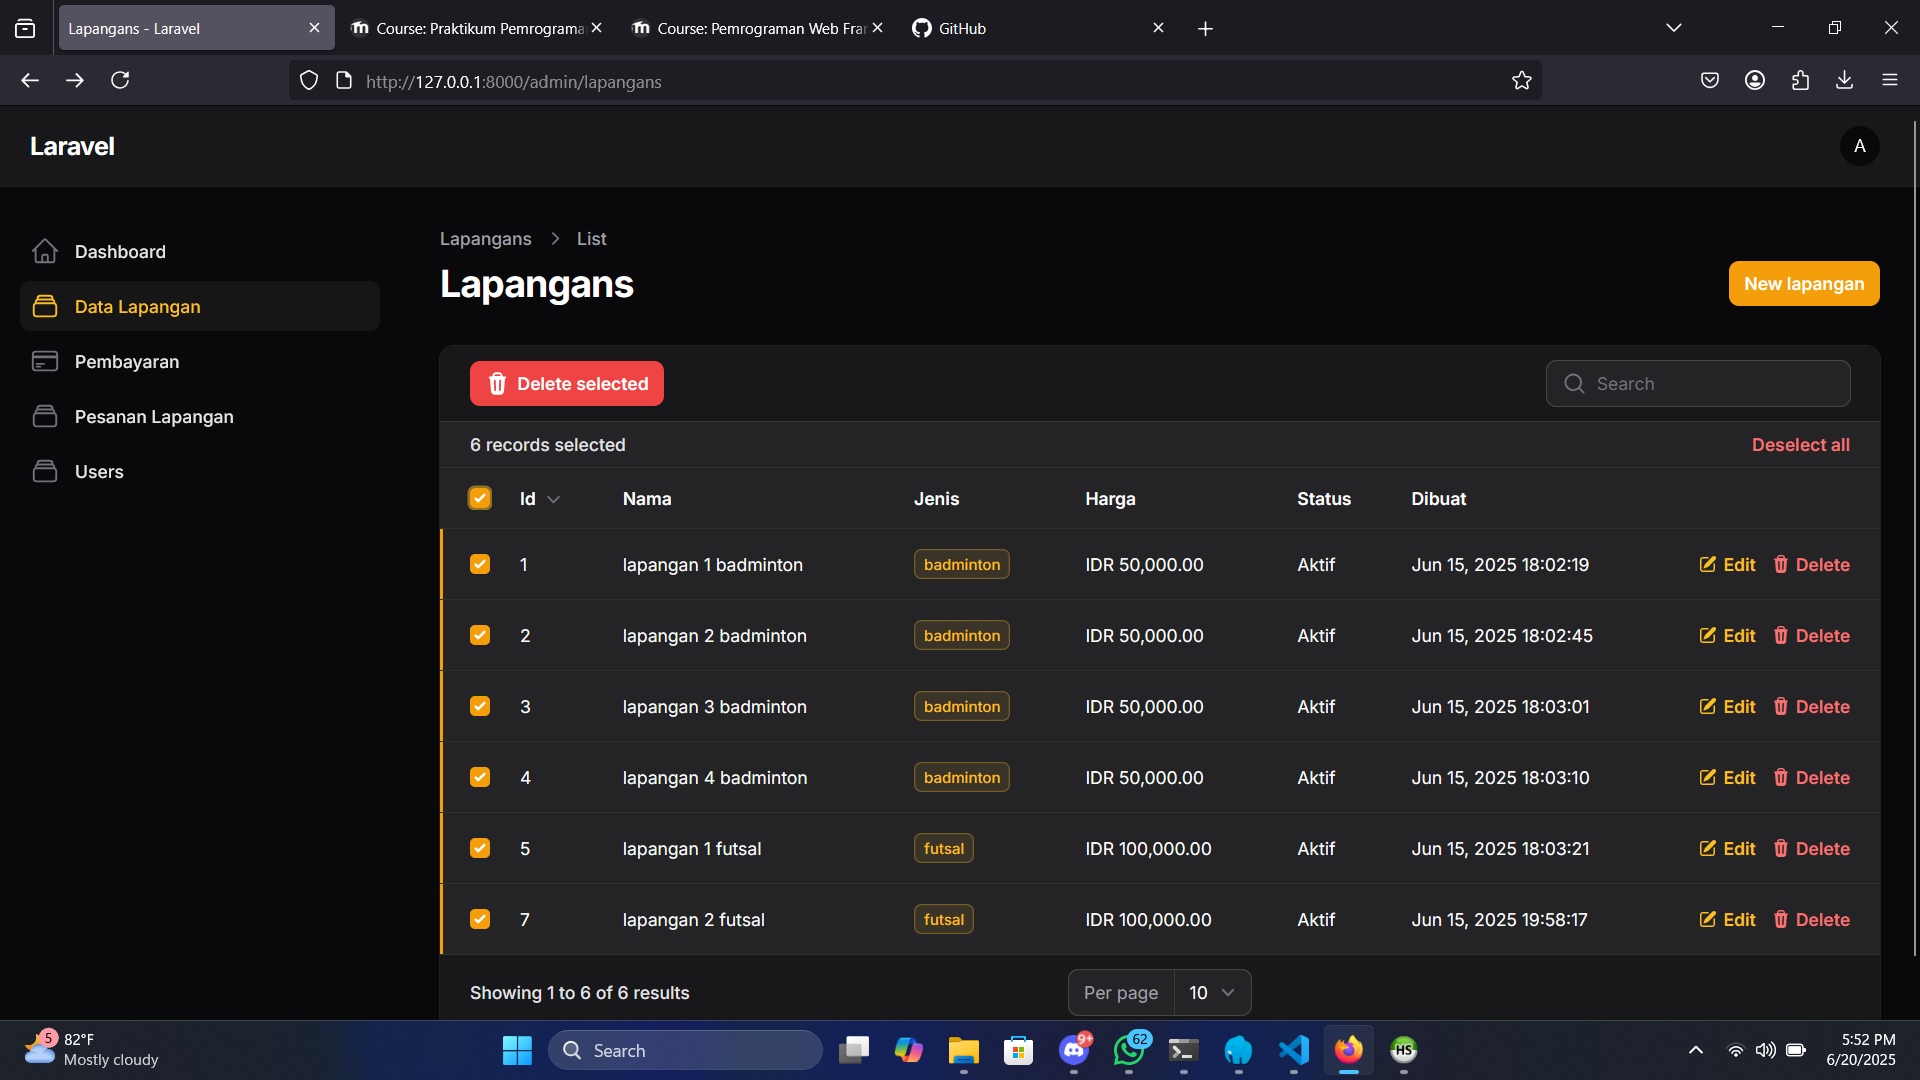 Lapangans - Laravel
Course: Praktikum Pemrograma
Course: Pemrograman Web Fra
GitHub
http://127.0.0.1:8000/admin/lapangans
Laravel
A
Dashboard
Data Lapangan
Pembayaran
Pesanan Lapangan
Users
Lapangans > List
Lapangans
New lapangan
Delete selected
Search
6 records selected
Deselect all
Id Nama Jenis Harga Status Dibuat
1 lapangan 1 badminton badminton IDR 50,000.00 Aktif Jun 15, 2025 18:02:19 Edit Delete
2 lapangan 2 badminton badminton IDR 50,000.00 Aktif Jun 15, 2025 18:02:45 Edit Delete
3 lapangan 3 badminton badminton IDR 50,000.00 Aktif Jun 15, 2025 18:03:01 Edit Delete
4 lapangan 4 badminton badminton IDR 50,000.00 Aktif Jun 15, 2025 18:03:10 Edit Delete
5 lapangan 1 futsal futsal IDR 100,000.00 Aktif Jun 15, 2025 18:03:21 Edit Delete
7 lapangan 2 futsal futsal IDR 100,000.00 Aktif Jun 15, 2025 19:58:17 Edit Delete
Showing 1 to 6 of 6 results
Per page 10
5
82°F
Mostly cloudy
Search
9+
62
HS
5:52 PM
6/20/2025